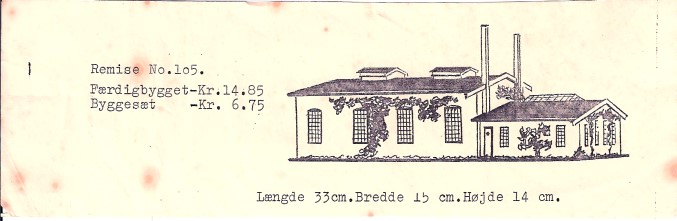 Remise No.105.
Færdigbygget-Kr.14.85
Byggesæt -Kr. 6.75
Længde 33cm.Bredde 15 cm.Højde 14 cm.